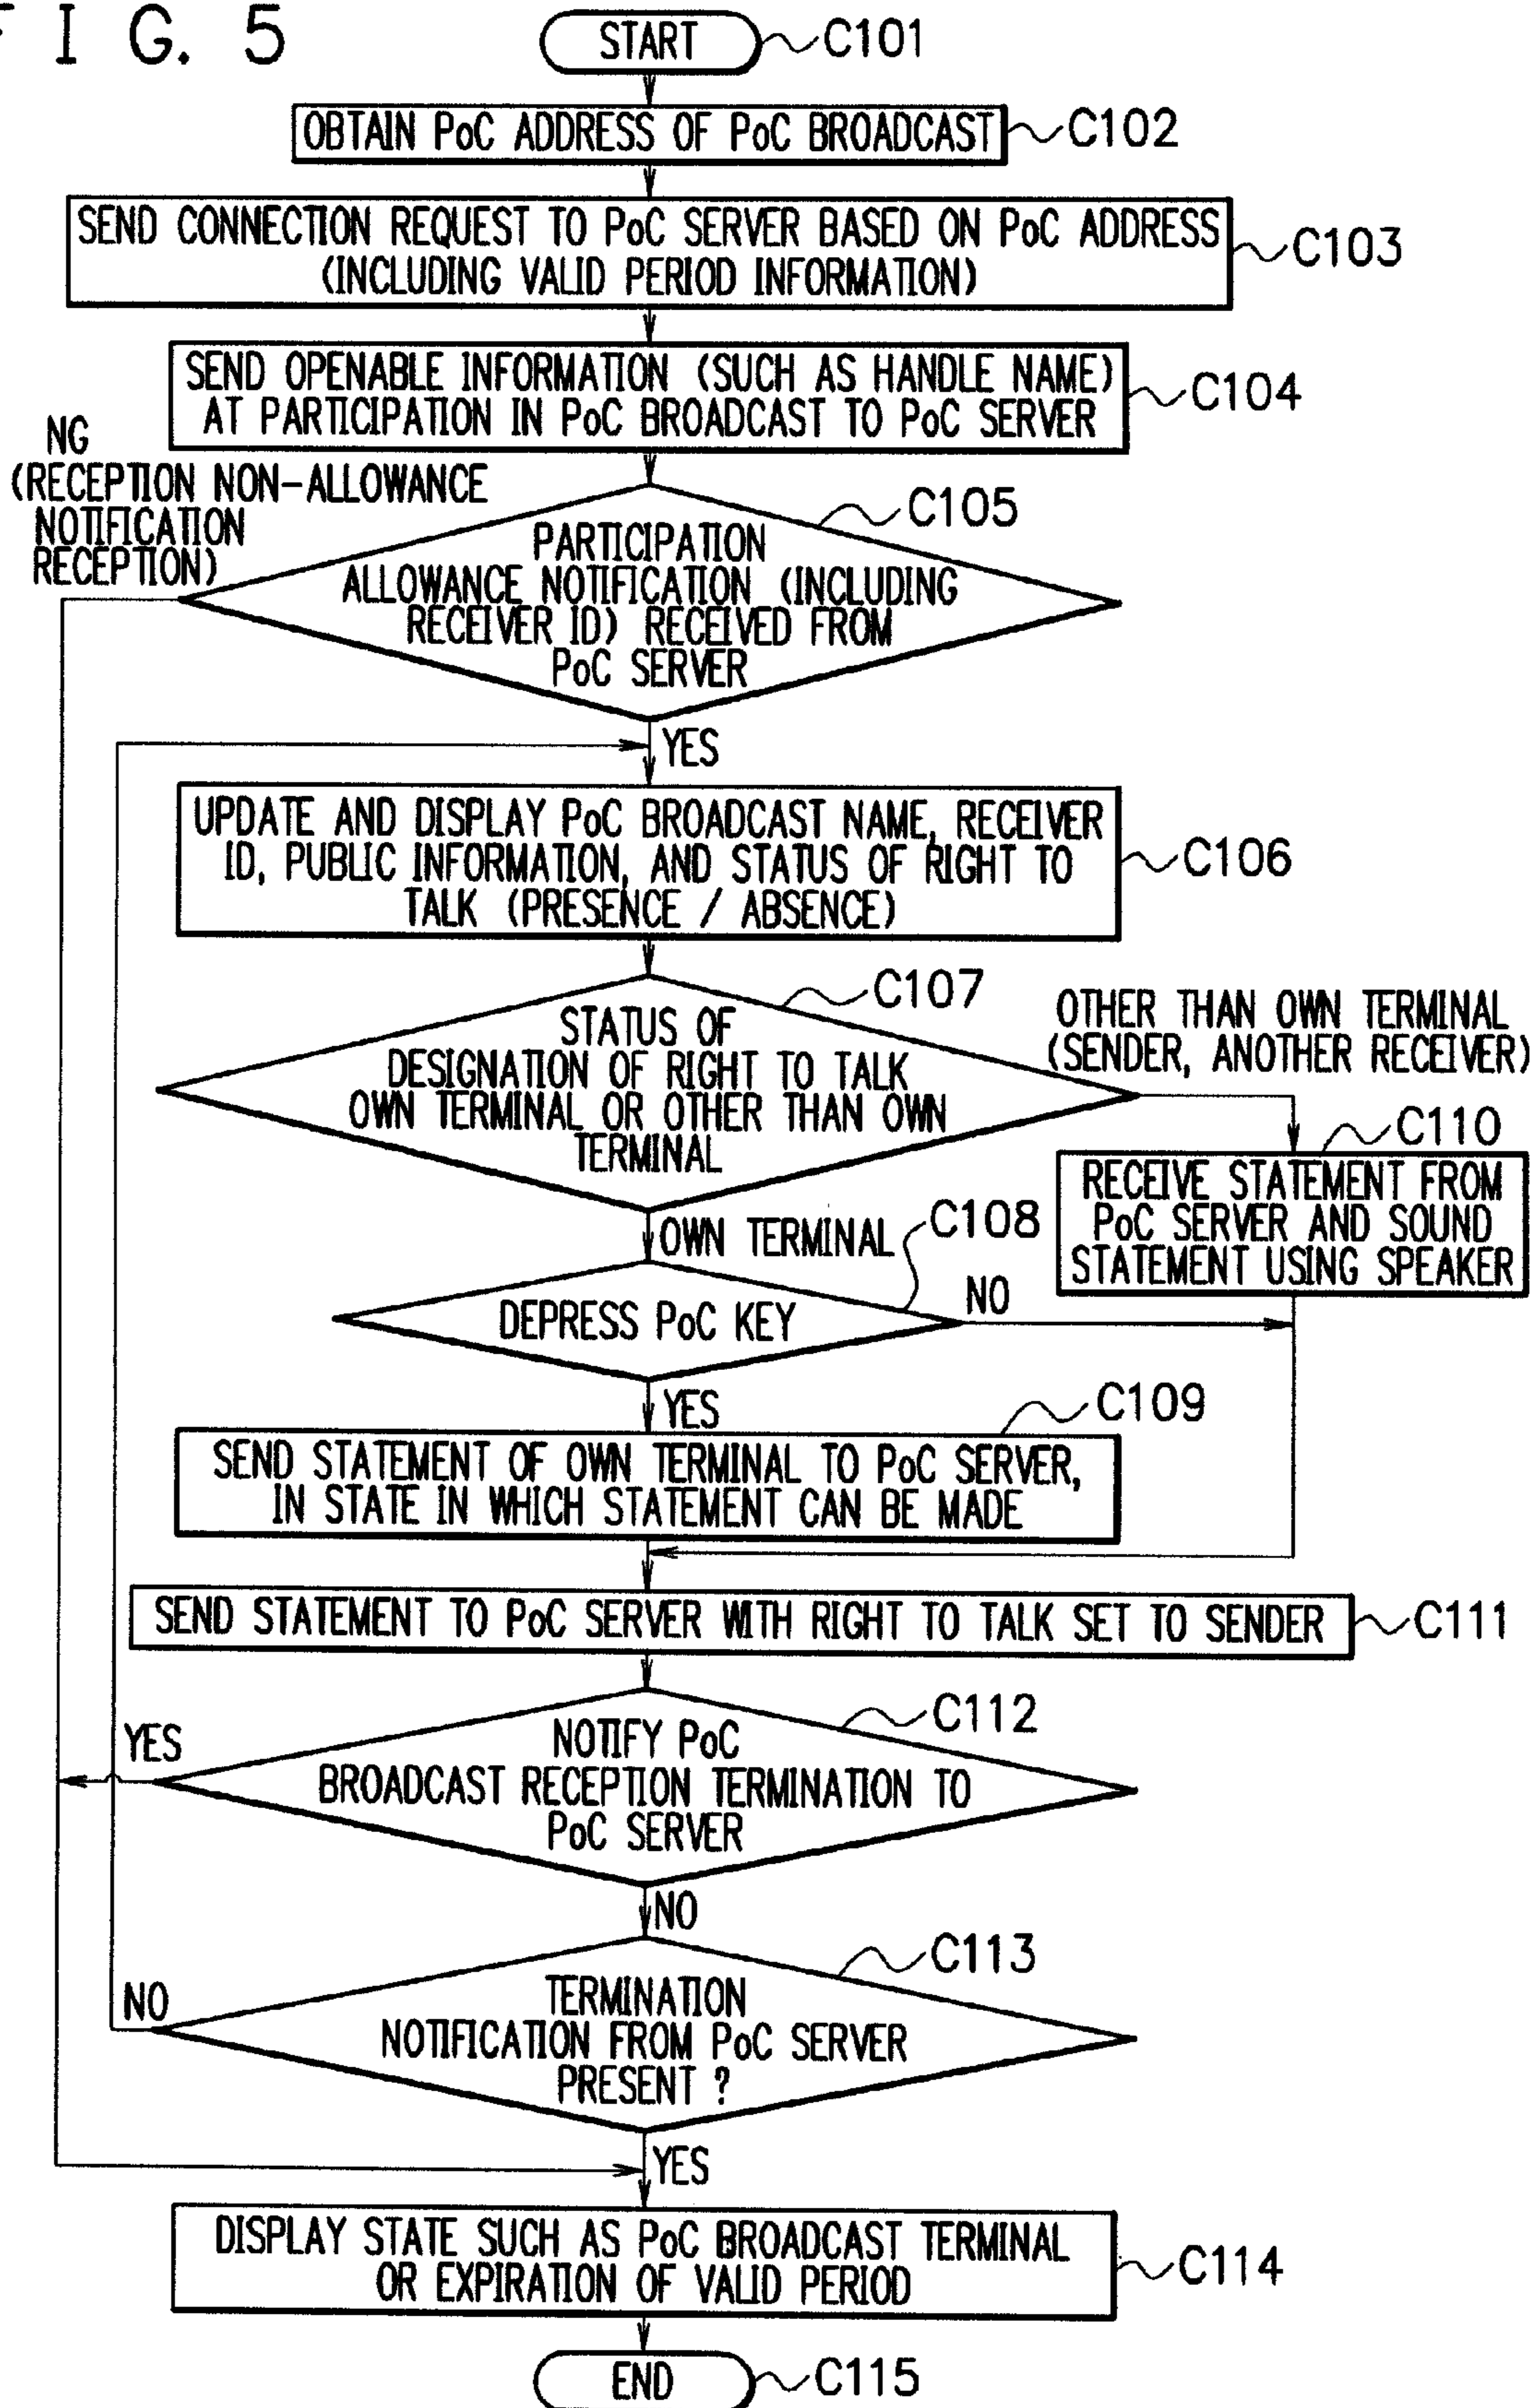 FIG. 5
START
C101
OBTAIN PoC ADDRESS OF PoC BROADCAST
C102
SEND CONNECTION REQUEST TO PoC SERVER BASED ON PoC ADDRESS
(INCLUDING VALID PERIOD INFORMATION)
C103
SEND OPENABLE INFORMATION (SUCH AS HANDLE NAME)
AT PARTICIPATION IN PoC BROADCAST TO PoC SERVER
C104
NG
(RECEPTION NON-ALLOWANCE
NOTIFICATION
RECEPTION)
C105
PARTICIPATION
ALLOWANCE NOTIFICATION (INCLUDING
RECEIVER ID) RECEIVED FROM
PoC SERVER
YES
UPDATE AND DISPLAY PoC BROADCAST NAME, RECEIVER
ID, PUBLIC INFORMATION, AND STATUS OF RIGHT TO
TALK (PRESENCE / ABSENCE)
C106
C107
STATUS OF
DESIGNATION OF RIGHT TO TALK
OWN TERMINAL OR OTHER THAN OWN
TERMINAL
OTHER THAN OWN TERMINAL
(SENDER, ANOTHER RECEIVER)
C110
RECEIVE STATEMENT FROM
PoC SERVER AND SOUND
STATEMENT USING SPEAKER
OWN TERMINAL
C108
DEPRESS PoC KEY
NO
YES
C109
SEND STATEMENT OF OWN TERMINAL TO PoC SERVER,
IN STATE IN WHICH STATEMENT CAN BE MADE
SEND STATEMENT TO PoC SERVER WITH RIGHT TO TALK SET TO SENDER
C111
C112
YES
NOTIFY PoC
BROADCAST RECEPTION TERMINATION TO
PoC SERVER
NO
C113
NO
TERMINATION
NOTIFICATION FROM PoC SERVER
PRESENT ?
YES
DISPLAY STATE SUCH AS PoC BROADCAST TERMINAL
OR EXPIRATION OF VALID PERIOD
C114
END
C115